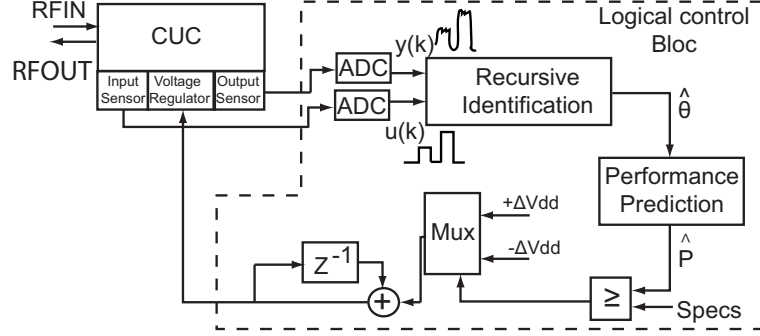 RFIN
RFOUT
CUC
Input
Sensor
Voltage
Regulator
Output
Sensor
ADC
ADC
y(k)
u(k)
Recursive
Identification
Logical control
Bloc
^
θ
Performance
Prediction
^
P
+ΔVdd
-ΔVdd
Mux
Z⁻¹
+
≥
Specs